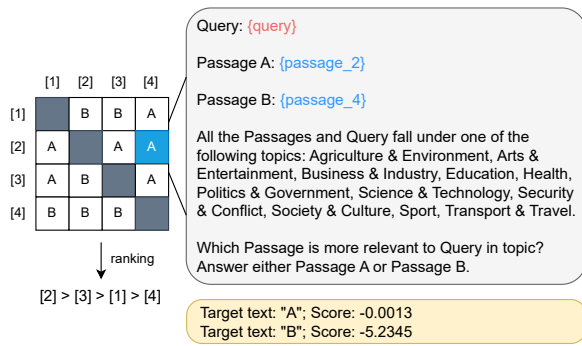 [1] [2] [3] [4]
[1] B B A
[2] A A A
[3] A B A
[4] B B B
ranking
[2] > [3] > [1] > [4]
Query: {query}
Passage A: {passage_2}
Passage B: {passage_4}
All the Passages and Query fall under one of the
following topics: Agriculture & Environment, Arts &
Entertainment, Business & Industry, Education, Health,
Politics & Government, Science & Technology, Security
& Conflict, Society & Culture, Sport, Transport & Travel.
Which Passage is more relevant to Query in topic?
Answer either Passage A or Passage B.
Target text: "A"; Score: -0.0013
Target text: "B"; Score: -5.2345